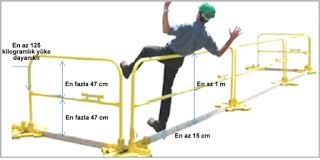 En az 125
kilogramlık yüke
dayanıklı
En fazla 47 cm
En az 1 m
En fazla 47 cm
En az 15 cm